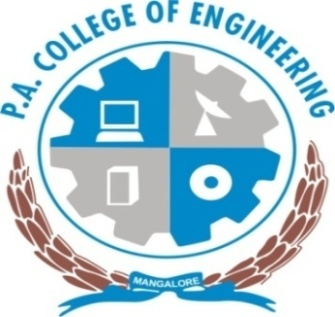 P.A. COLLEGE OF ENGINEERING
MANGALORE